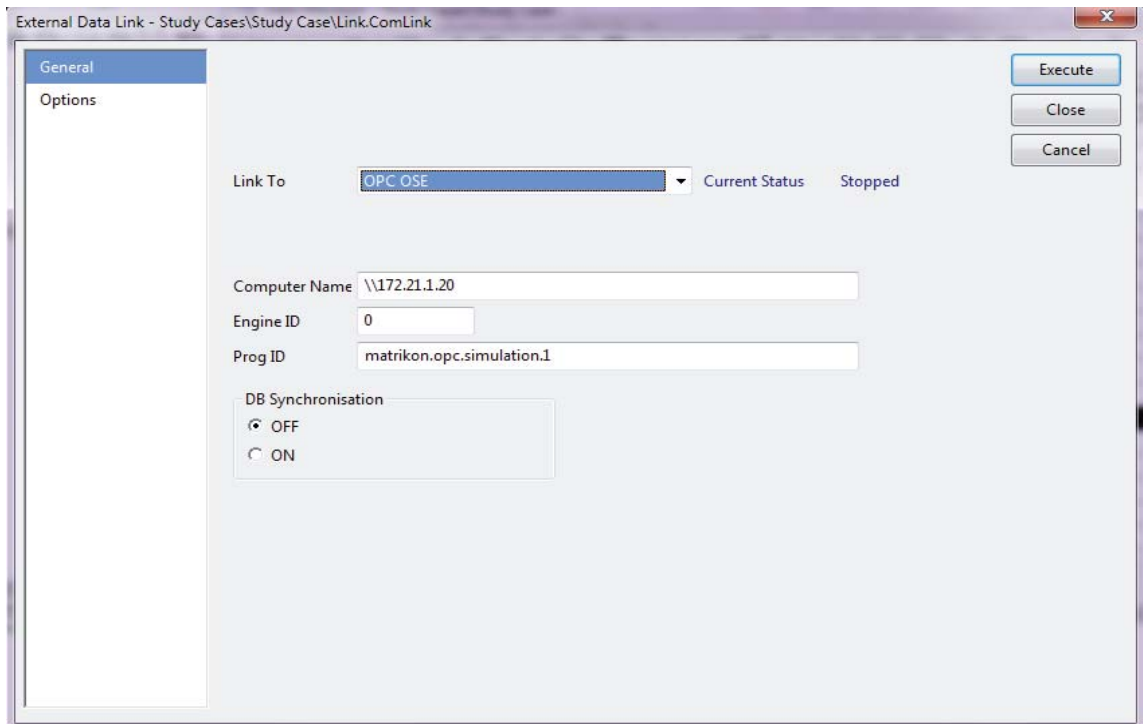 External Data Link - Study Cases\Study Case\Link.ComLink
General
Options
Execute
Close
Cancel
Link To
OPC OSE
Current Status
Stopped
Computer Name
\\172.21.1.20
Engine ID
0
Prog ID
matrikon.opc.simulation.1
DB Synchronisation
OFF
ON